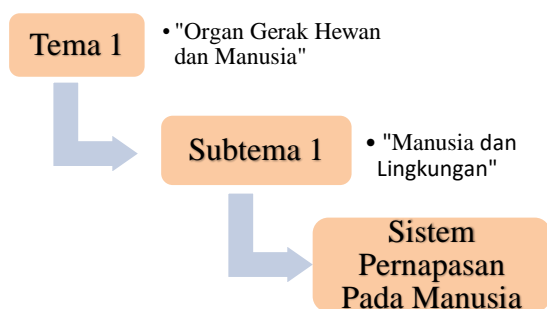 Tema 1
• "Organ Gerak Hewan
dan Manusia"
Subtema 1
• "Manusia dan
Lingkungan"
Sistem
Pernapasan
Pada Manusia